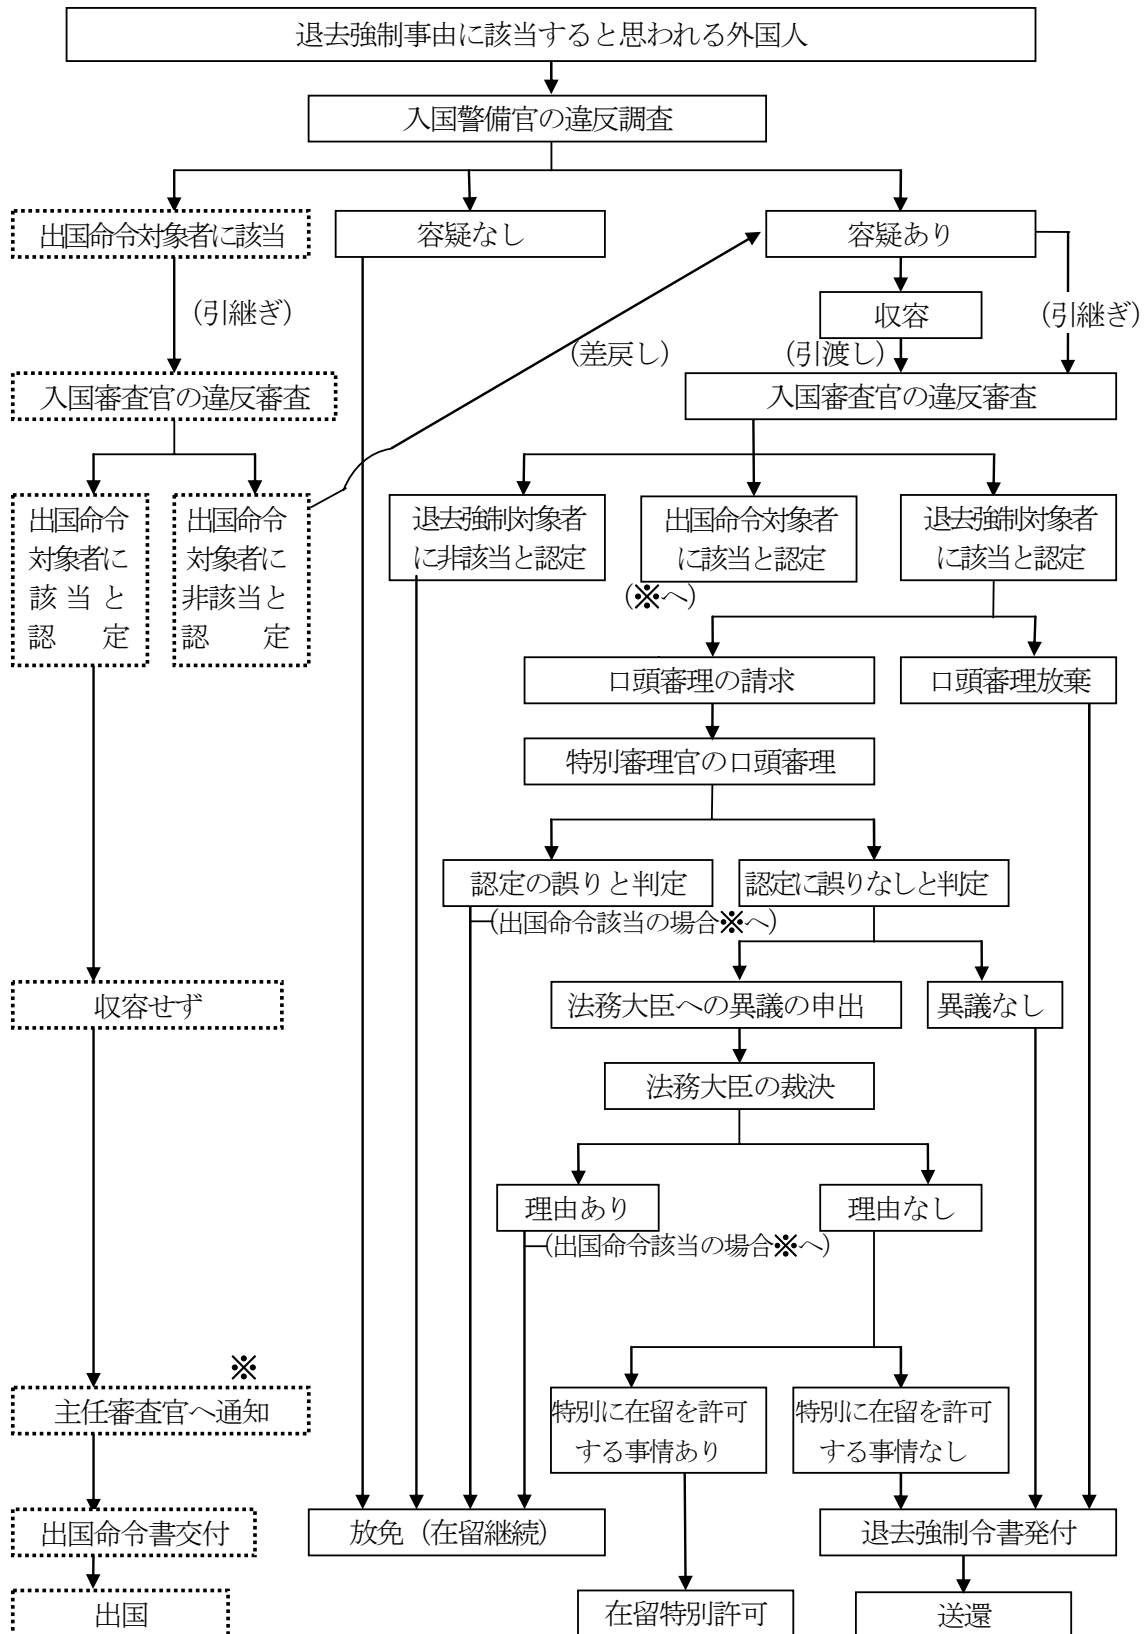 退去強制事由に該当すると思われる外国人
入国警備官の違反調査
出国命令対象者に該当
容疑なし
容疑あり
(引継ぎ)
収容
(引継ぎ)
(差戻し)
(引渡し)
入国審査官の違反審査
入国審査官の違反審査
出国命令
対象者に
該当と
認定
出国命令
対象者に
非該当と
認定
退去強制対象者
に非該当と認定
出国命令対象者
に該当と認定
(※へ)
退去強制対象者
に該当と認定
口頭審理の請求
口頭審理放棄
特別審理官の口頭審理
認定の誤りと判定
認定に誤りなしと判定
(出国命令該当の場合※へ)
収容せず
法務大臣への異議の申出
異議なし
法務大臣の裁決
理由あり
理由なし
(出国命令該当の場合※へ)
※
主任審査官へ通知
特別に在留を許可
する事情あり
特別に在留を許可
する事情なし
出国命令書交付
放免（在留継続）
退去強制令書発付
出国
在留特別許可
送還